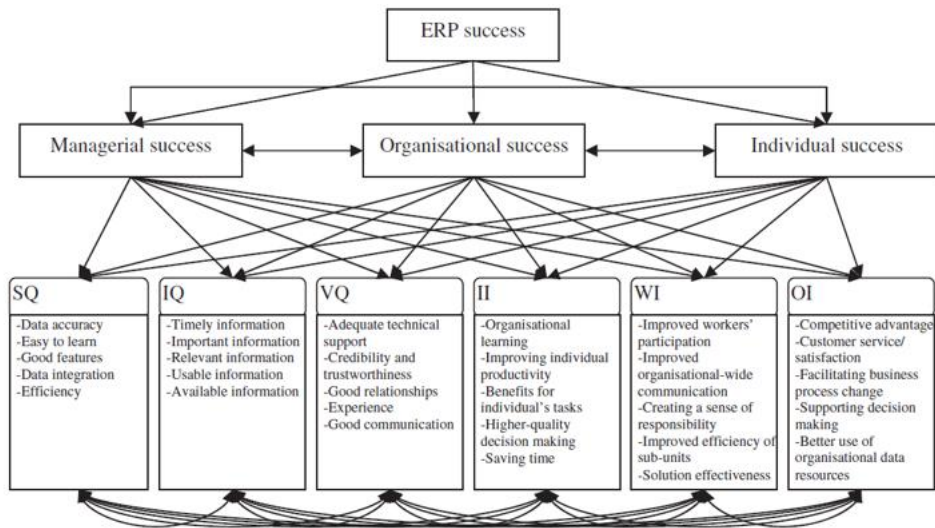 ERP success
Managerial success
Organisational success
Individual success
SQ
-Data accuracy
-Easy to learn
-Good features
-Data integration
-Efficiency
IQ
-Timely information
-Important information
-Relevant information
-Usable information
-Available information
VQ
-Adequate technical
support
-Credibility and
trustworthiness
-Good relationships
-Experience
-Good communication
II
-Organisational
learning
-Improving individual
productivity
-Benefits for
individual's tasks
-Higher-quality
decision making
-Saving time
WI
-Improved workers'
participation
-Improved
organisational-wide
communication
-Creating a sense of
responsibility
-Improved efficiency of
sub-units
-Solution effectiveness
OI
-Competitive advantage
-Customer service/
satisfaction
-Facilitating business
process change
-Supporting decision
making
-Better use of
organisational data
resources